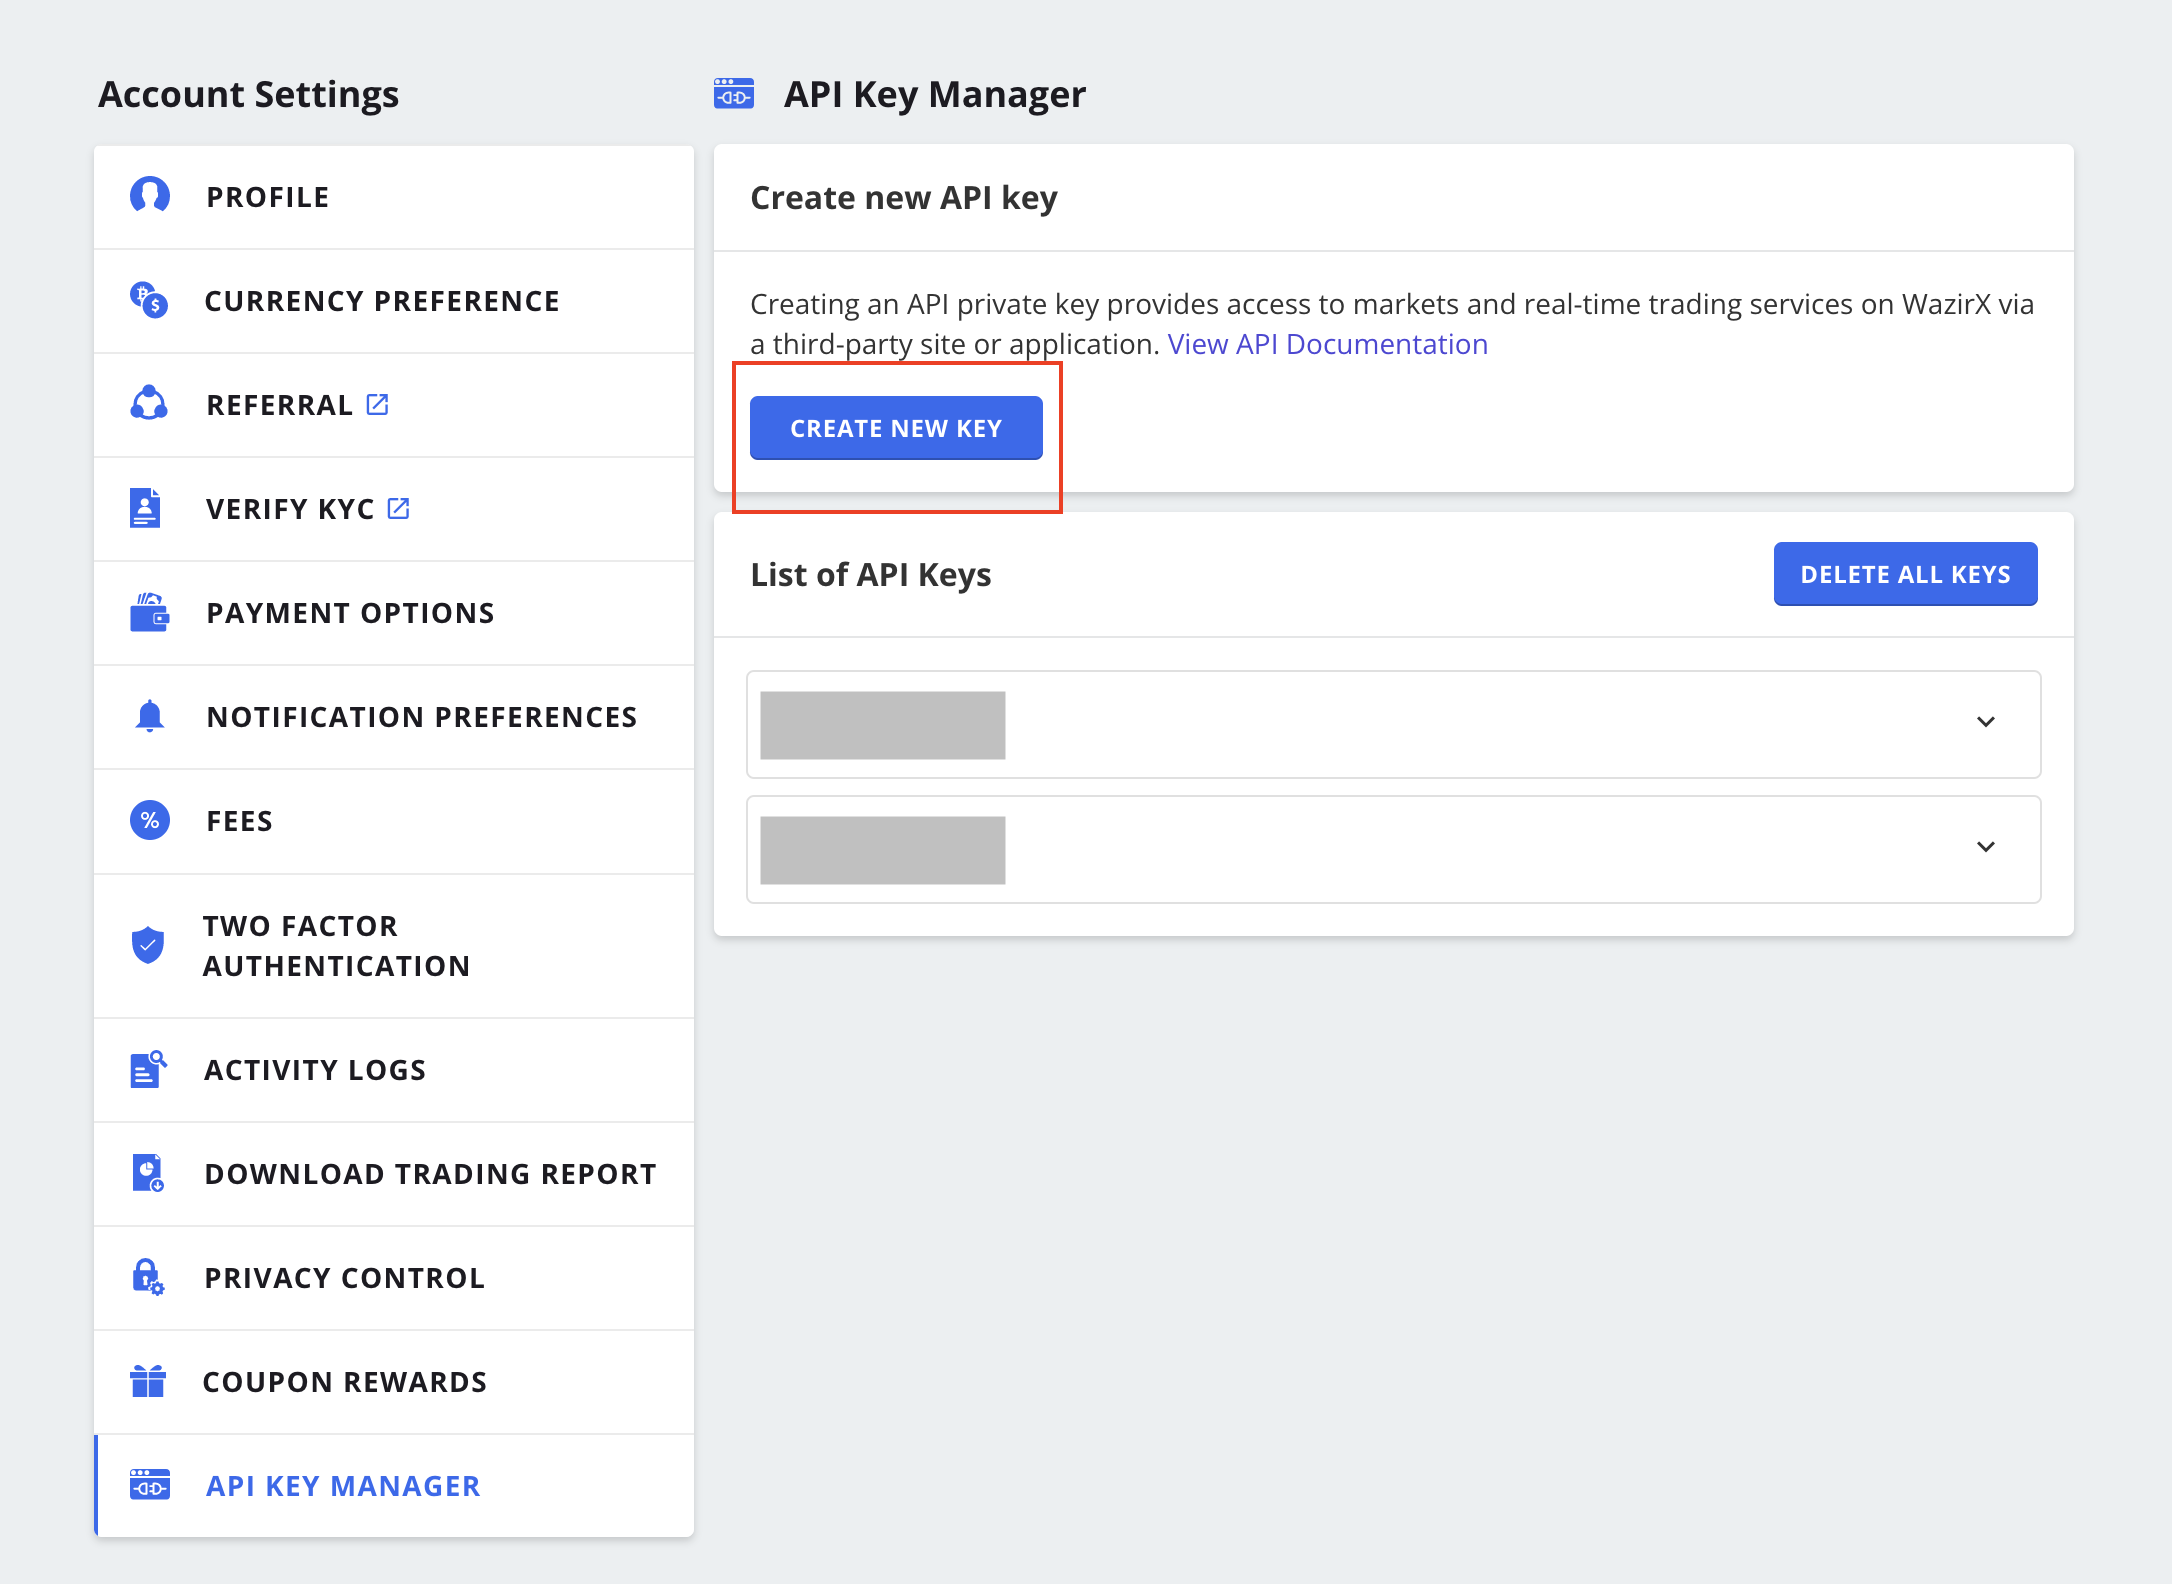 Account Settings
PROFILE
CURRENCY PREFERENCE
REFERRAL
VERIFY KYC
PAYMENT OPTIONS
NOTIFICATION PREFERENCES
FEES
TWO FACTOR
AUTHENTICATION
ACTIVITY LOGS
DOWNLOAD TRADING REPORT
PRIVACY CONTROL
COUPON REWARDS
API KEY MANAGER
API Key Manager
Create new API key
Creating an API private key provides access to markets and real-time trading services on WazirX via
a third-party site or application. View API Documentation
CREATE NEW KEY
List of API Keys
DELETE ALL KEYS